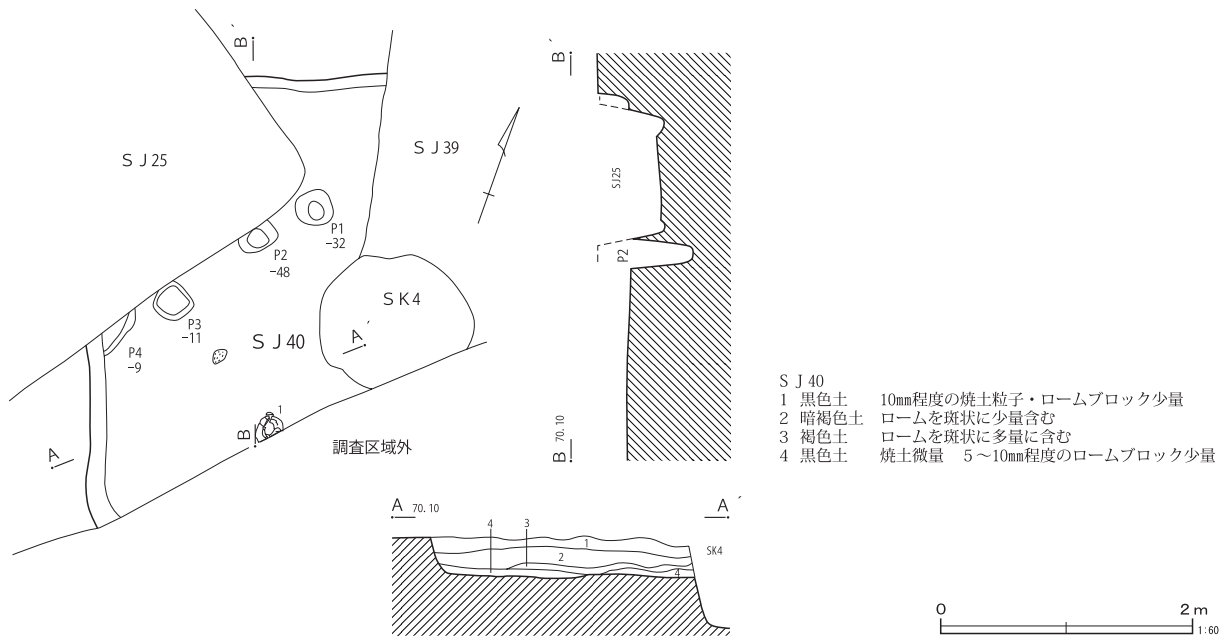 B′
B′
ＳＪ25
ＳＪ39
SJ25
P1
−32
P2
−48
P2
ＳＫ4
P3
−11
ＳＪ40
A′
P4
−9
1
B
B 70.10
A
調査区域外
ＳＪ40
1 黒色土 10㎜程度の焼土粒子・ロームブロック少量
2 暗褐色土 ロームを斑状に少量含む
3 褐色土 ロームを斑状に多量に含む
4 黒色土 焼土微量 5～10㎜程度のロームブロック少量
A 70.10
A′
4
3
1
2
4
SK4
0
2m
1:60